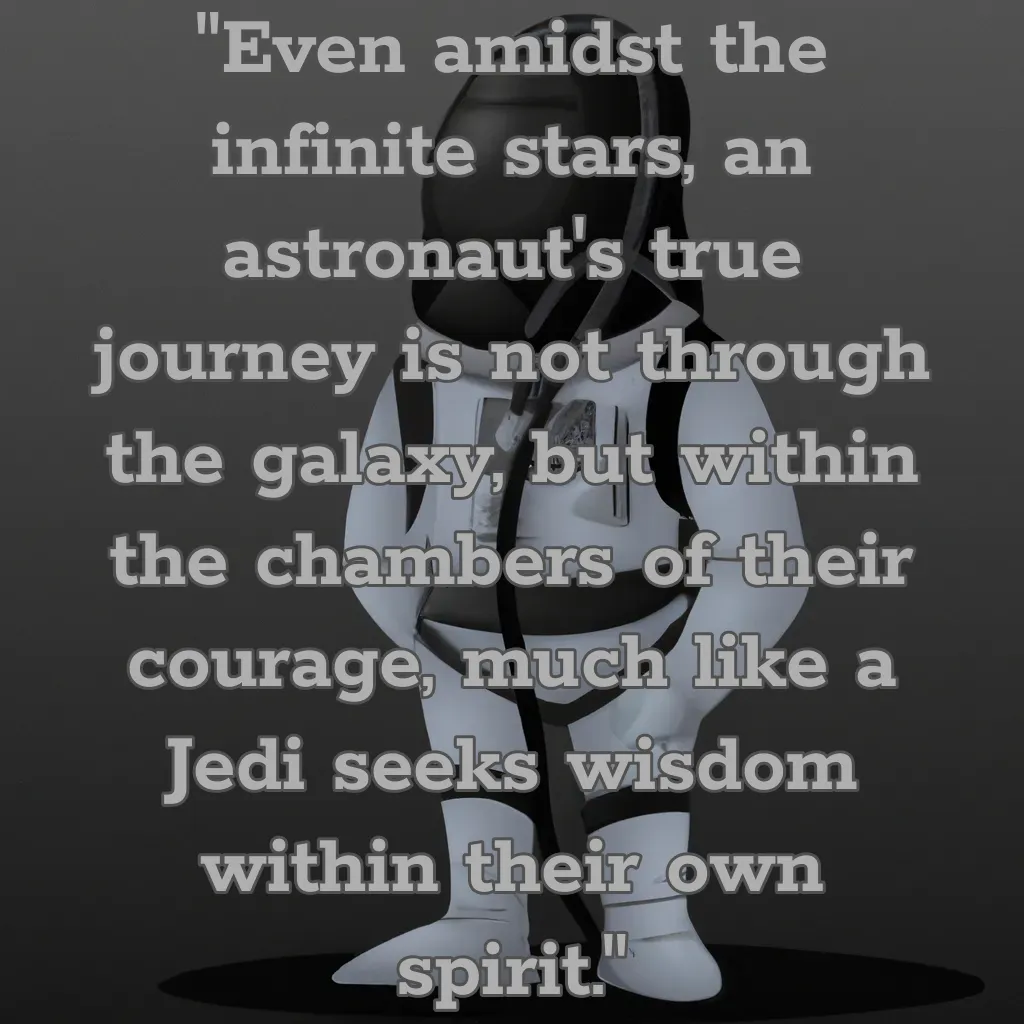 "Even amidst the
infinite stars, an
astronaut's true
journey is not through
the galaxy, but within
the chambers of their
courage, much like a
Jedi seeks wisdom
within their own
spirit."